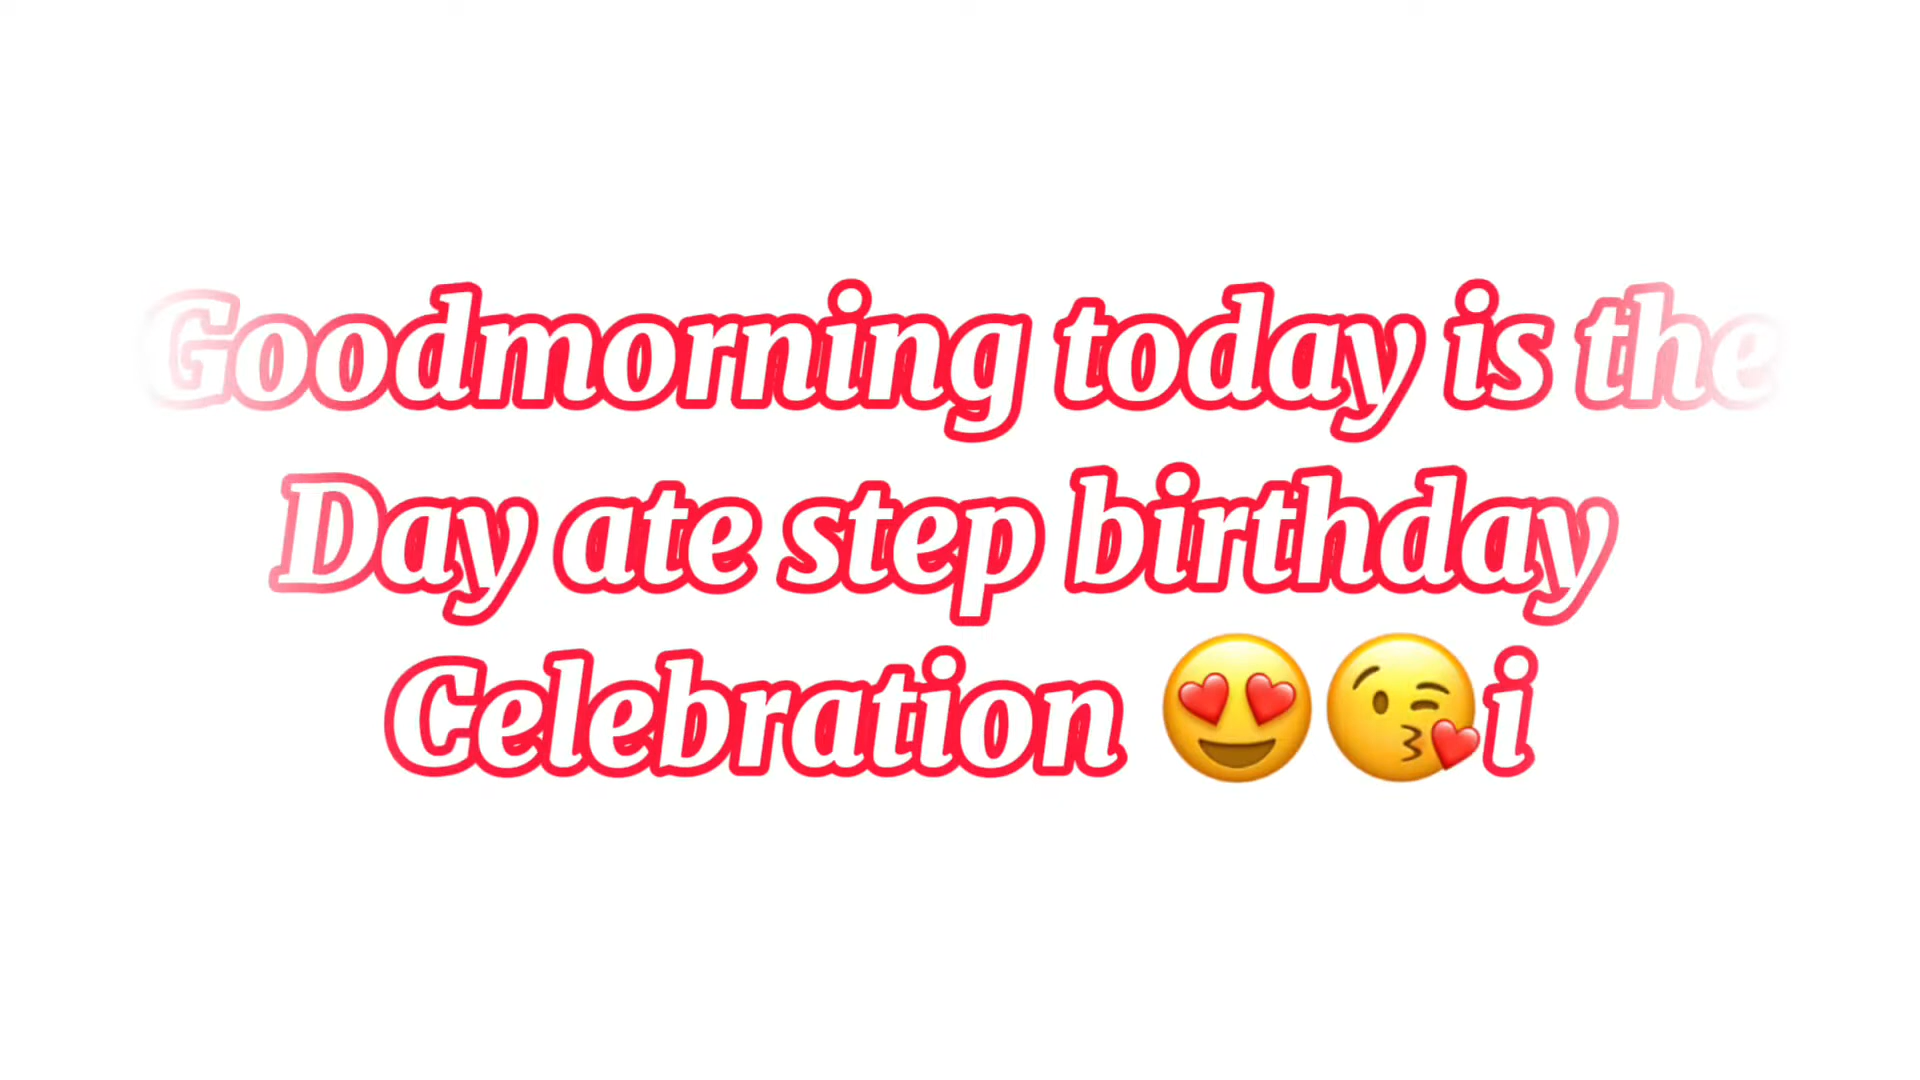 Goodmorning today is the
Day ate step birthday
Celebration 😍😘i